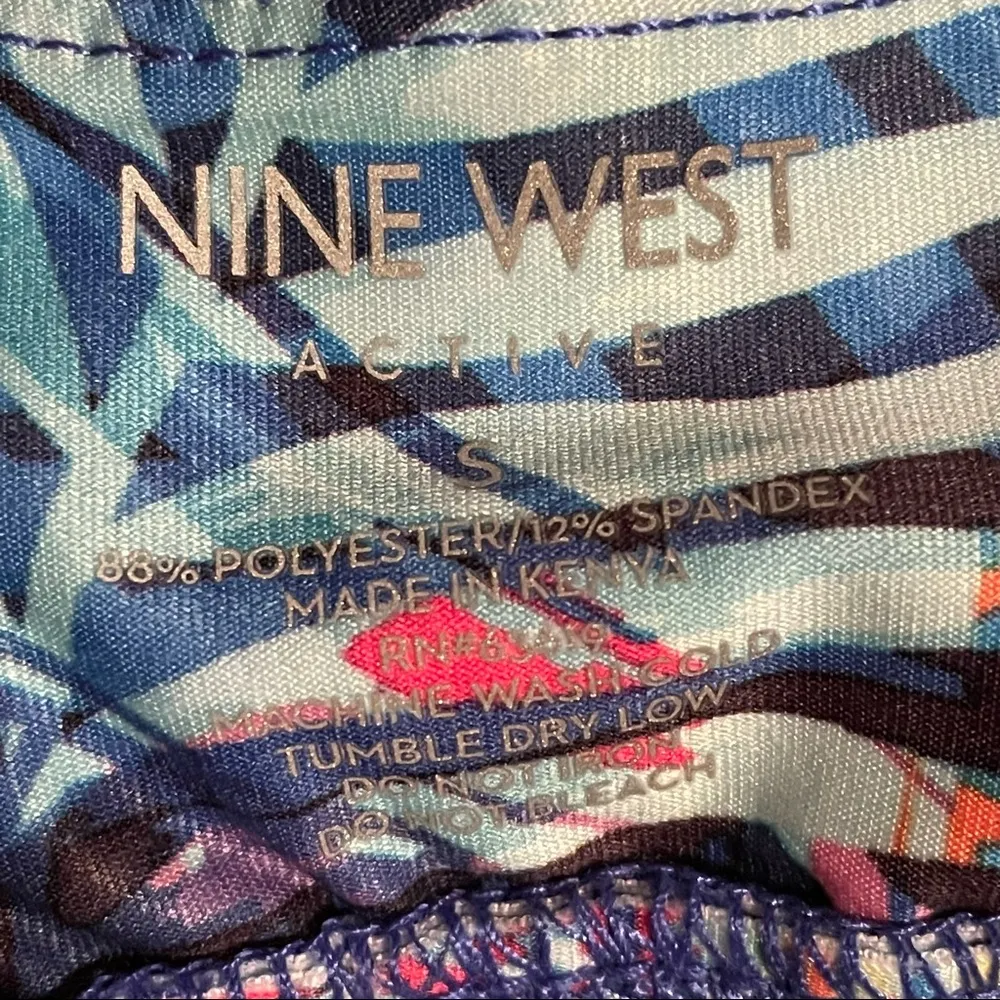 NINE WEST
ACTIVE
S
88% POLYESTER/12% SPANDEX
MADE IN KENYA
MACHINE WASH COLD
TUMBLE DRY LOW
DO NOT IRON
DO NOT BLEACH